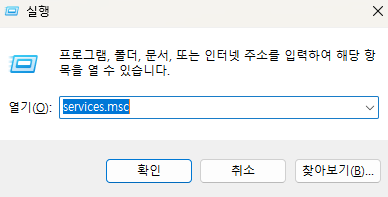 실행
프로그램, 폴더, 문서, 또는 인터넷 주소를 입력하여 해당 항
목을 열 수 있습니다.
열기(O): services.msc
확인 취소 찾아보기(B)...